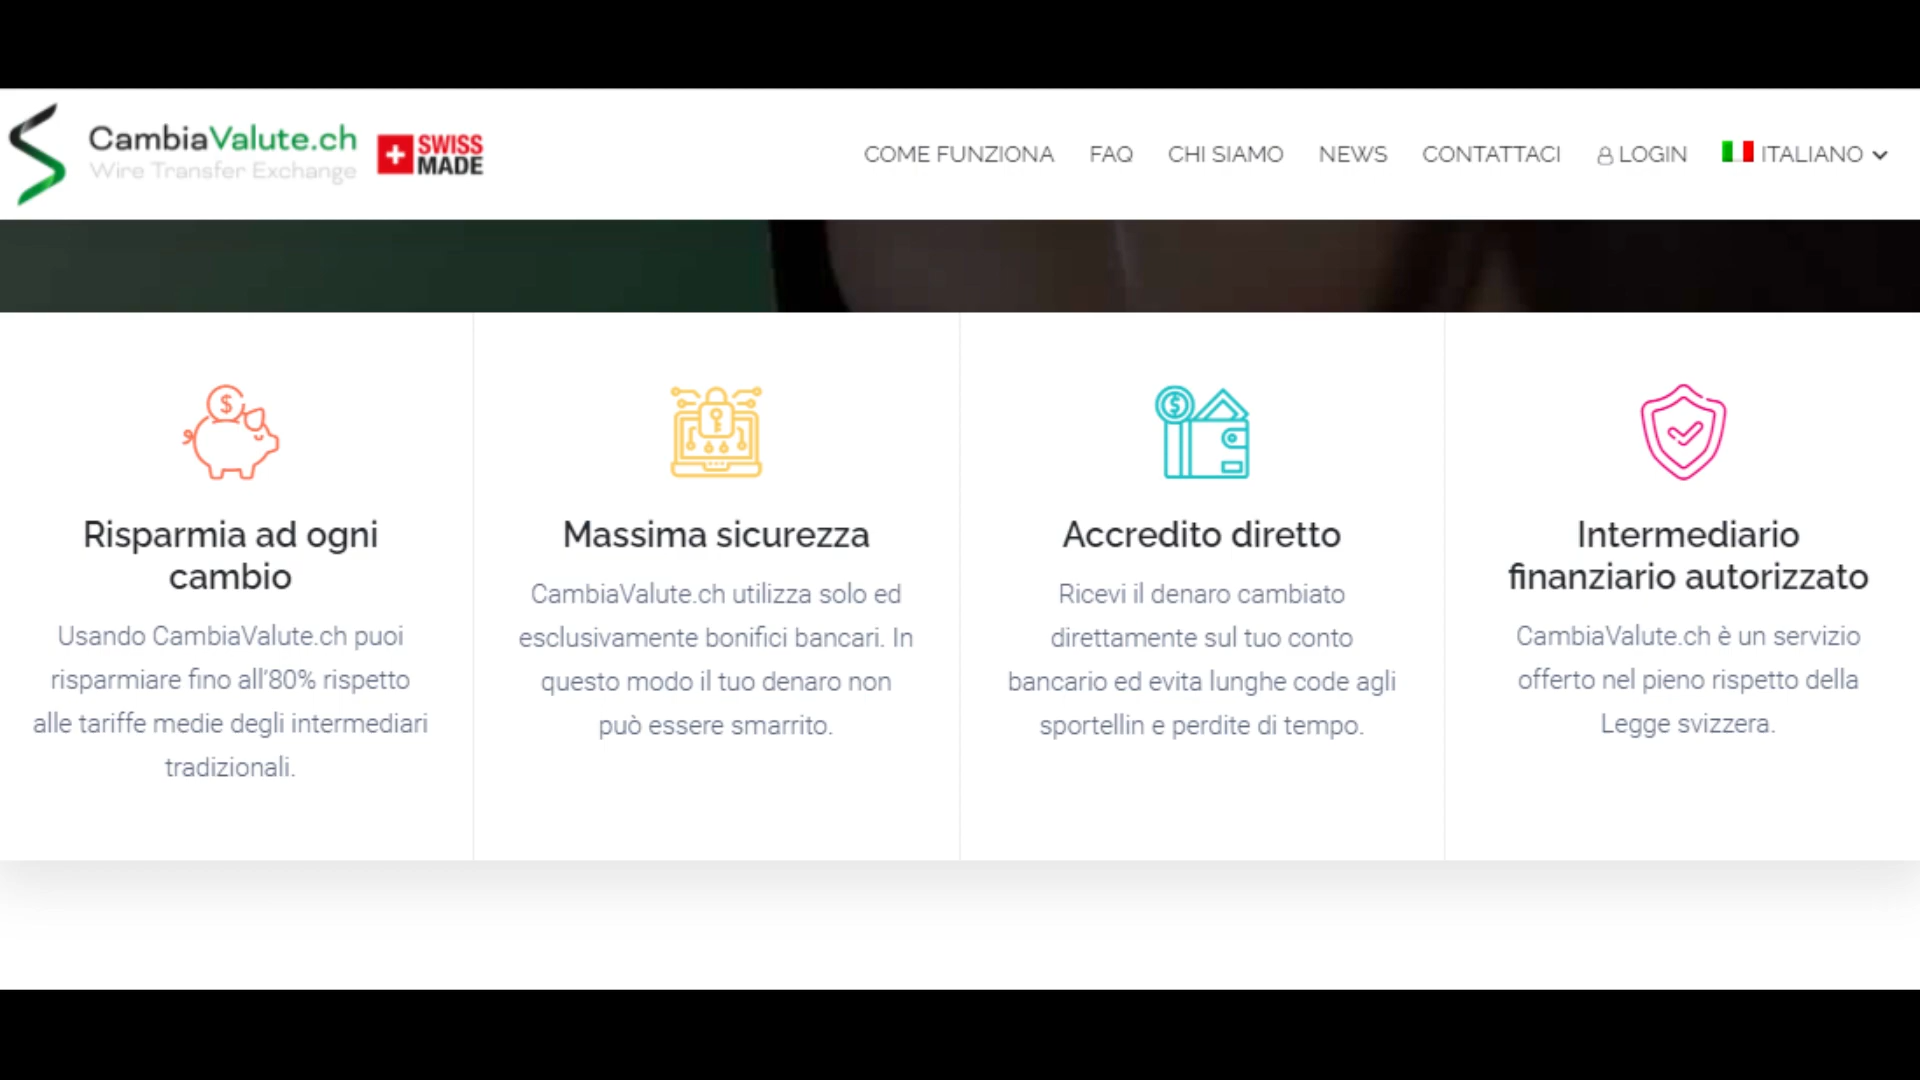 CambiaValute.ch
Wire Transfer Exchange
SWISS
MADE
COME FUNZIONA FAQ CHI SIAMO NEWS CONTATTACI LOGIN ITALIANO
Risparmia ad ogni
cambio
Usando CambiaValute.ch puoi
risparmiare fino all'80% rispetto
alle tariffe medie degli intermediari
tradizionali.
Massima sicurezza
CambiaValute.ch utilizza solo ed
esclusivamente bonifici bancari. In
questo modo il tuo denaro non
può essere smarrito.
Accredito diretto
Ricevi il denaro cambiato
direttamente sul tuo conto
bancario ed evita lunghe code agli
sportellin e perdite di tempo.
Intermediario
finanziario autorizzato
CambiaValute.ch è un servizio
offerto nel pieno rispetto della
Legge svizzera.